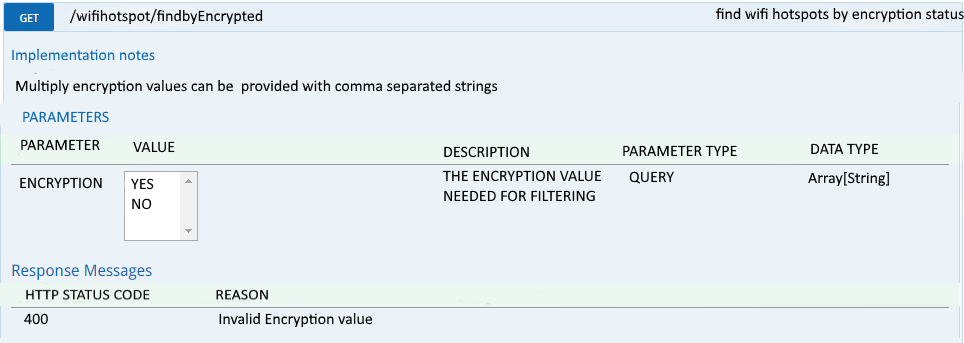 GET /wifihotspot/findbyEncrypted find wifi hotspots by encryption status
Implementation notes
Multiply encryption values can be provided with comma separated strings
PARAMETERS
PARAMETER VALUE DESCRIPTION PARAMETER TYPE DATA TYPE
ENCRYPTION YES THE ENCRYPTION VALUE QUERY Array[String]
NO NEEDED FOR FILTERING
Response Messages
HTTP STATUS CODE REASON
400 Invalid Encryption value